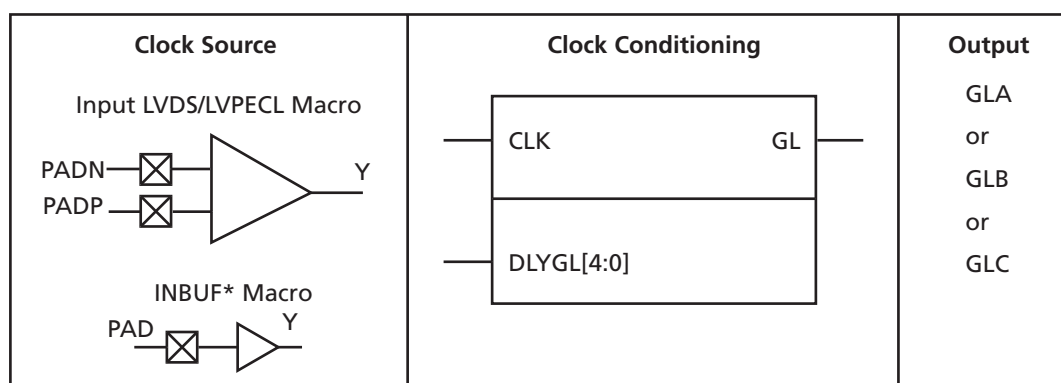 Clock Source
Input LVDS/LVPECL Macro
PADN
Y
PADP
INBUF* Macro
PAD
Y
Clock Conditioning
CLK
GL
DLYGL[4:0]
Output
GLA
or
GLB
or
GLC